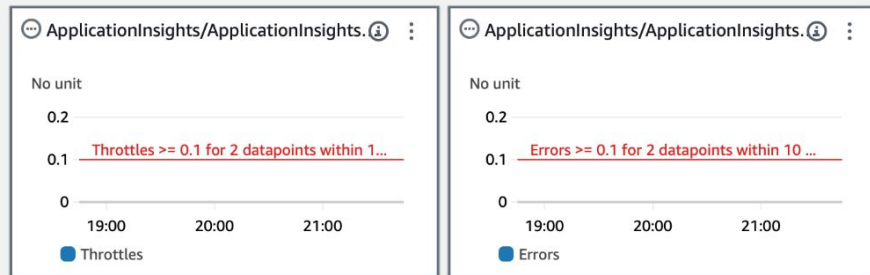 ApplicationInsights/ApplicationInsights.
No unit
0.2
Throttles >= 0.1 for 2 datapoints within 1...
0.1
0
19:00 20:00 21:00
Throttles
ApplicationInsights/ApplicationInsights.
No unit
0.2
Errors >= 0.1 for 2 datapoints within 10 ...
0.1
0
19:00 20:00 21:00
Errors